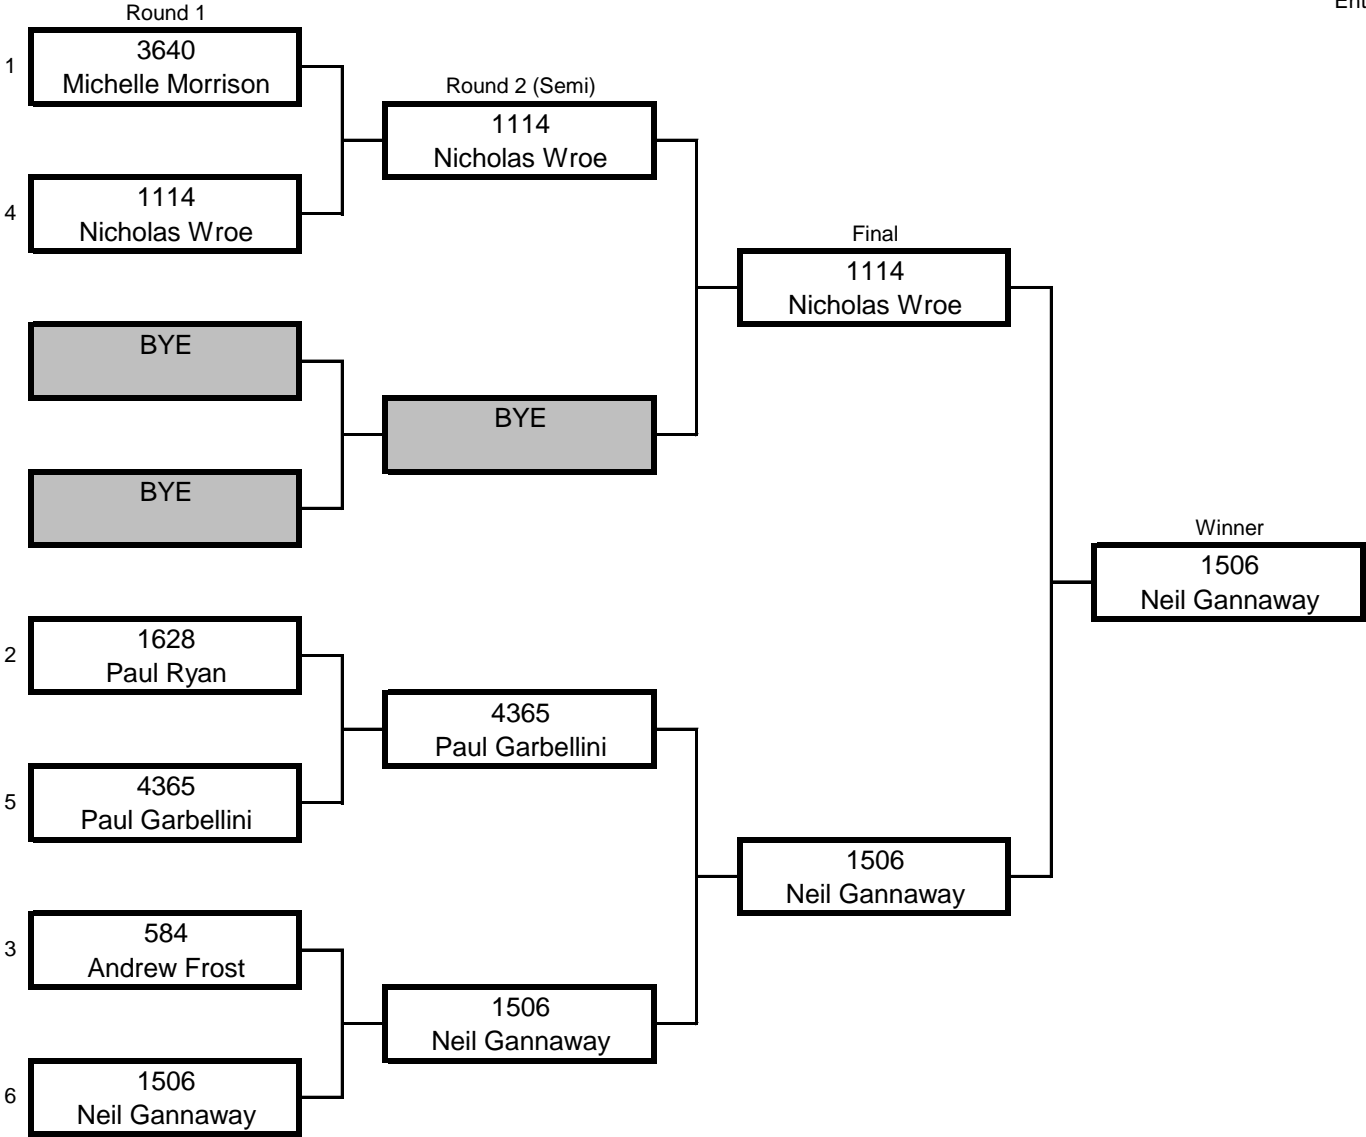 Ent
Round 1
1
3640
Michelle Morrison
4
1114
Nicholas Wroe
BYE
BYE
2
1628
Paul Ryan
5
4365
Paul Garbellini
3
584
Andrew Frost
6
1506
Neil Gannaway
Round 2 (Semi)
1114
Nicholas Wroe
BYE
4365
Paul Garbellini
1506
Neil Gannaway
Final
1114
Nicholas Wroe
1506
Neil Gannaway
Winner
1506
Neil Gannaway